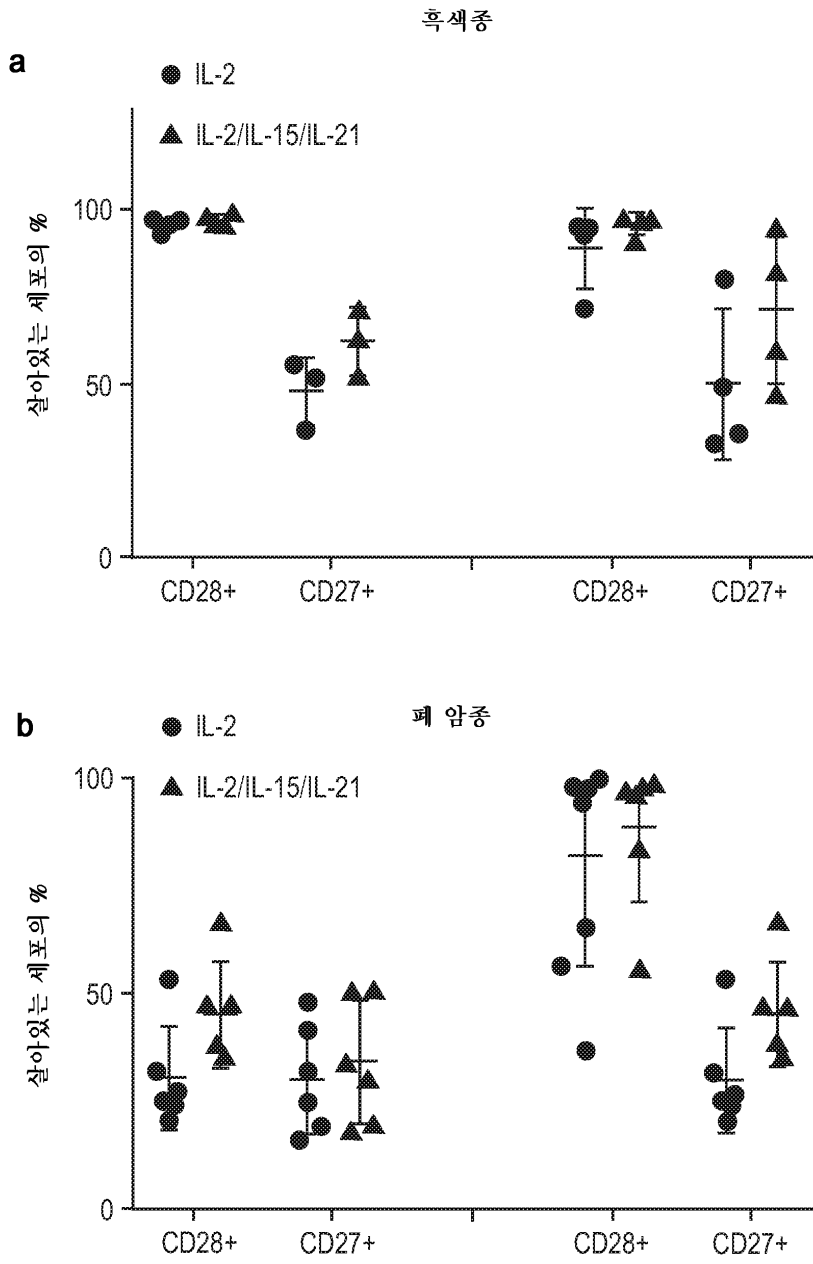 흑색종
a
IL-2
IL-2/IL-15/IL-21
살아있는 세포의 %
100
50
0
CD28+ CD27+ CD28+ CD27+
폐 암종
b
IL-2
IL-2/IL-15/IL-21
살아있는 세포의 %
100
50
0
CD28+ CD27+ CD28+ CD27+